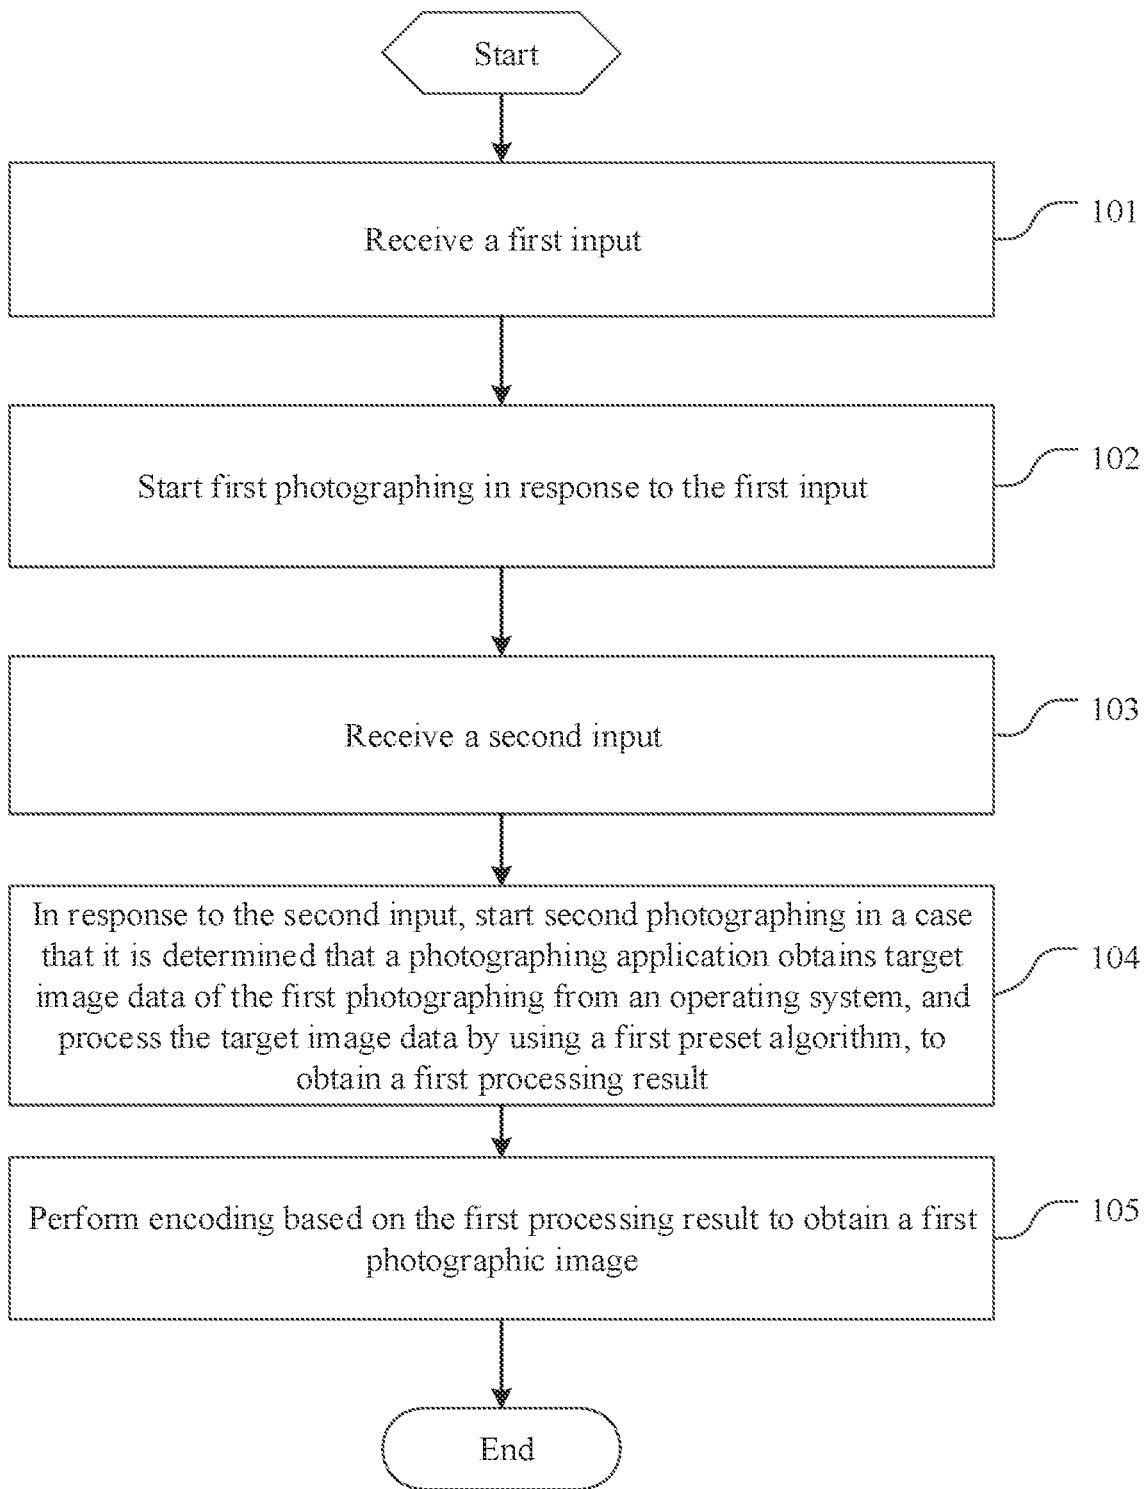 Start
Receive a first input
101
Start first photographing in response to the first input
102
Receive a second input
103
In response to the second input, start second photographing in a case
that it is determined that a photographing application obtains target
image data of the first photographing from an operating system, and
process the target image data by using a first preset algorithm, to
obtain a first processing result
104
Perform encoding based on the first processing result to obtain a first
photographic image
105
End